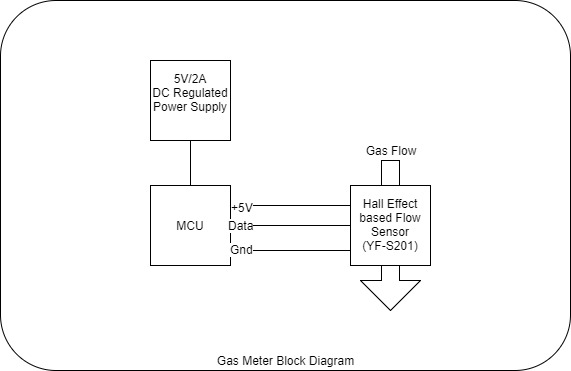 5V/2A
DC Regulated
Power Supply
Gas Flow
MCU
+5V
Data
Gnd
Hall Effect
based Flow
Sensor
(YF-S201)
Gas Meter Block Diagram